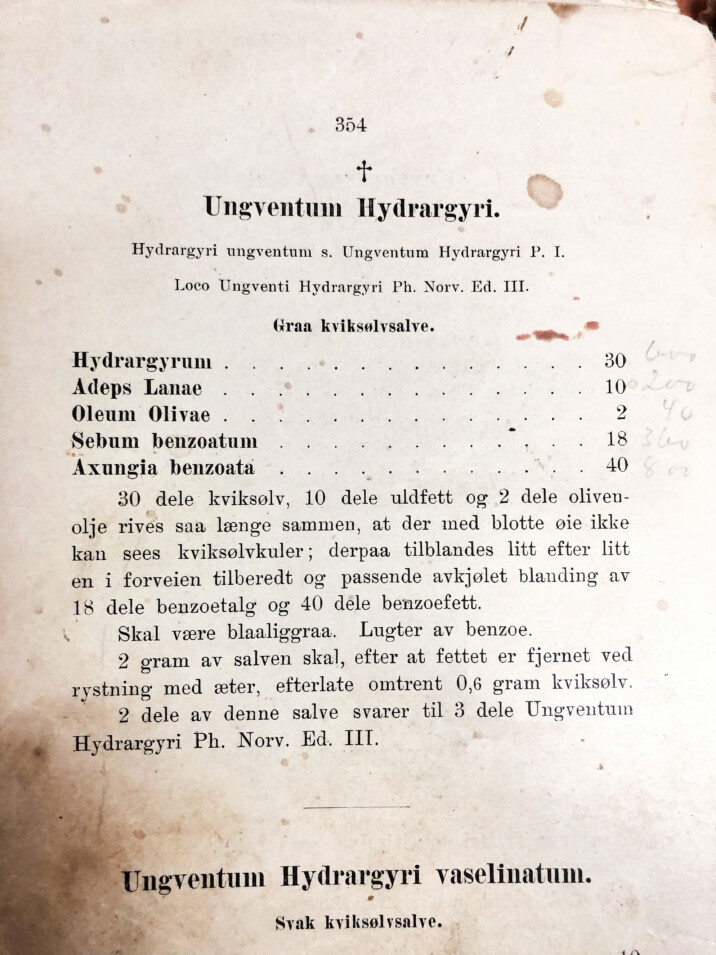 354
†
Ungventum Hydrargyri.
Hydrargyri ungventum s. Ungventum Hydrargyri P. I.
Loco Ungventi Hydrargyri Ph. Norv. Ed. III.
Graa kviksølvsalve.
Hydrargyrum . . . . . . . . . . . . . . 30 600
Adeps Lanae . . . . . . . . . . . . . . 10 200
Oleum Olivae . . . . . . . . . . . . . . 2 40
Sebum benzoatum . . . . . . . . . . . . 18 360
Axungia benzoata . . . . . . . . . . . . 40 800
30 dele kviksølv, 10 dele uldfett og 2 dele oliven-
olje rives saa længe sammen, at der med blotte øie ikke
kan sees kviksølvkuler; derpaa tilblandes litt efter litt
en i forveien tilberedt og passende avkjølet blanding av
18 dele benzoetalg og 40 dele benzoefett.
Skal være blaaliggraa. Lugter av benzoe.
2 gram av salven skal, efter at fettet er fjernet ved
rystning med æter, efterlate omtrent 0,6 gram kviksølv.
2 dele av denne salve svarer til 3 dele Ungventum
Hydrargyri Ph. Norv. Ed. III.
Ungventum Hydrargyri vaselinatum.
Svak kviksølvsalve.